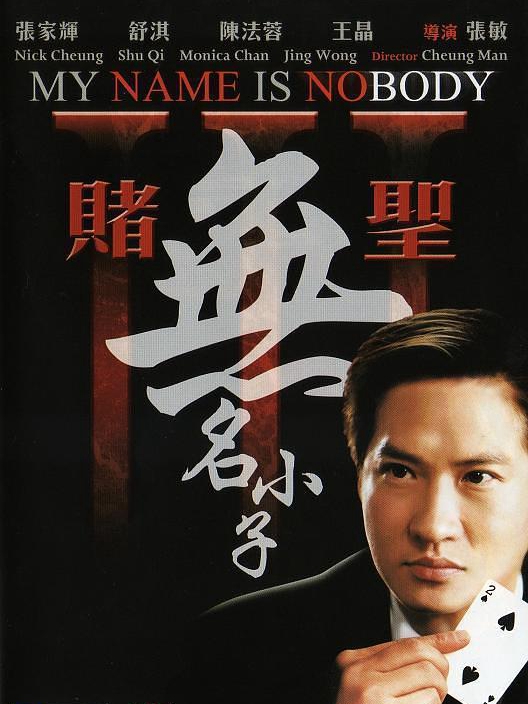 張家輝 舒淇 陳法蓉 王晶 導演 張敏
Nick Cheung Shu Qi Monica Chan Jing Wong Director Cheung Man
MY NAME IS NOBODY
III
賭 聖
無
名
小
子
2